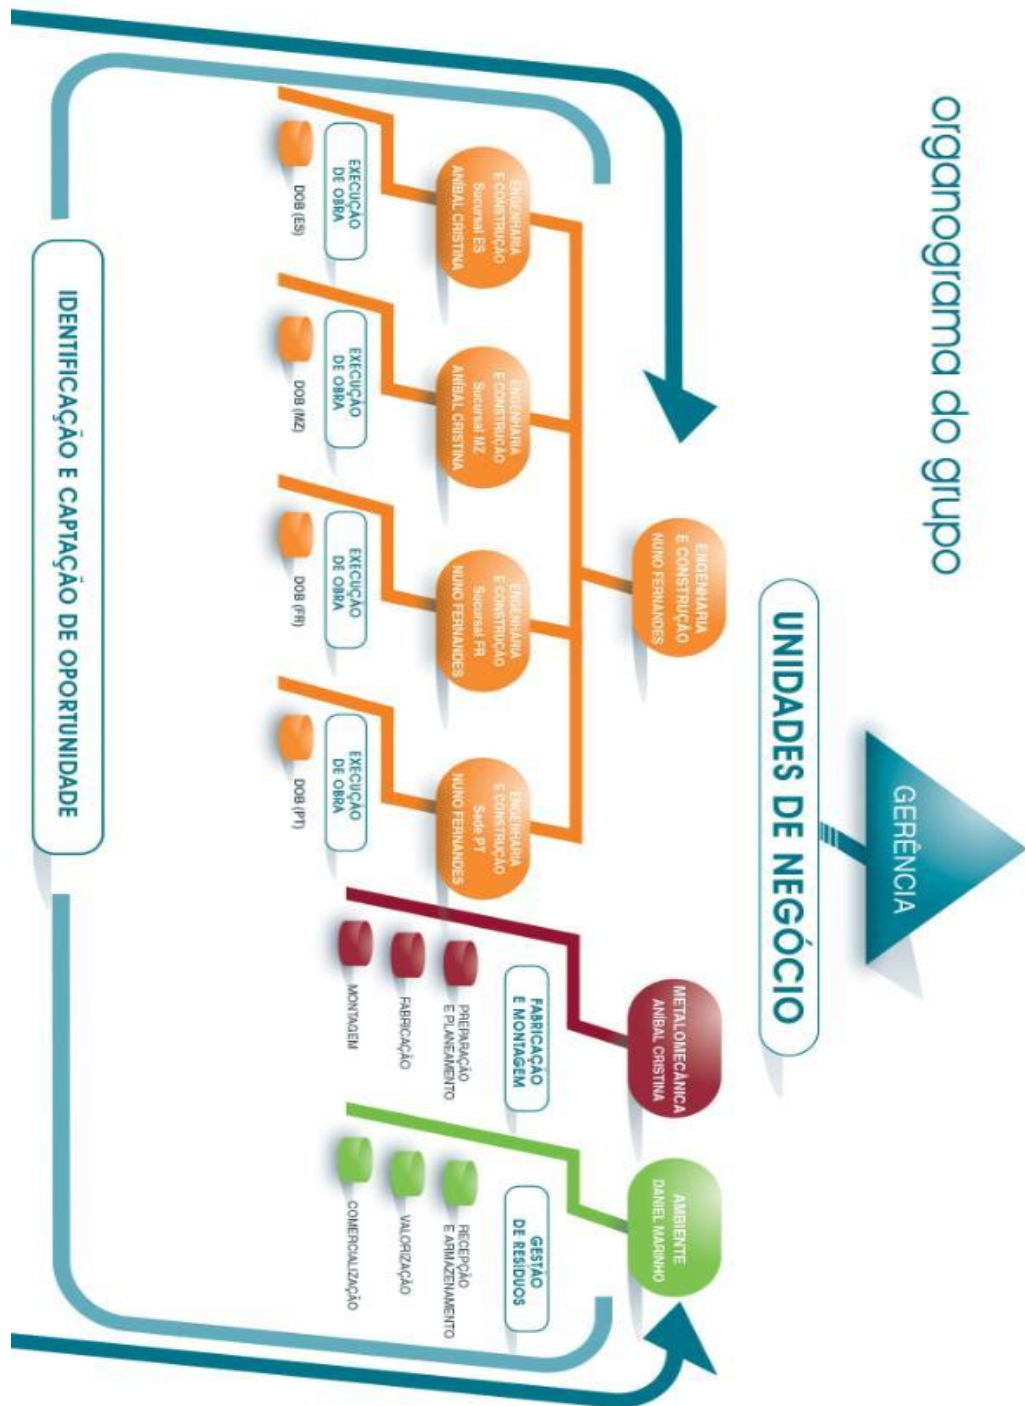 organograma do grupo
GERÊNCIA
UNIDADES DE NEGÓCIO
ENGENHARIA
E CONSTRUÇÃO
NUNO FERNANDES
METALOMECÂNICA
ANÍBAL CRISTINA
AMBIENTE
DANIEL MARINHO
ENGENHARIA
E CONSTRUÇÃO
Sucursal ES
ANÍBAL CRISTINA
ENGENHARIA
E CONSTRUÇÃO
Sucursal MZ
ANÍBAL CRISTINA
ENGENHARIA
E CONSTRUÇÃO
Sucursal FR
NUNO FERNANDES
ENGENHARIA
E CONSTRUÇÃO
Sede PT
NUNO FERNANDES
FABRICAÇÃO
E MONTAGEM
GESTÃO
DE RESÍDUOS
PREPARAÇÃO
E PLANEAMENTO
FABRICAÇÃO
MONTAGEM
RECEPÇÃO
E ARMAZENAMENTO
VALORIZAÇÃO
COMERCIALIZAÇÃO
EXECUÇÃO
DE OBRA
EXECUÇÃO
DE OBRA
EXECUÇÃO
DE OBRA
EXECUÇÃO
DE OBRA
DOB (ES)
DOB (MZ)
DOB (FR)
DOB (PT)
IDENTIFICAÇÃO E CAPTAÇÃO DE OPORTUNIDADE